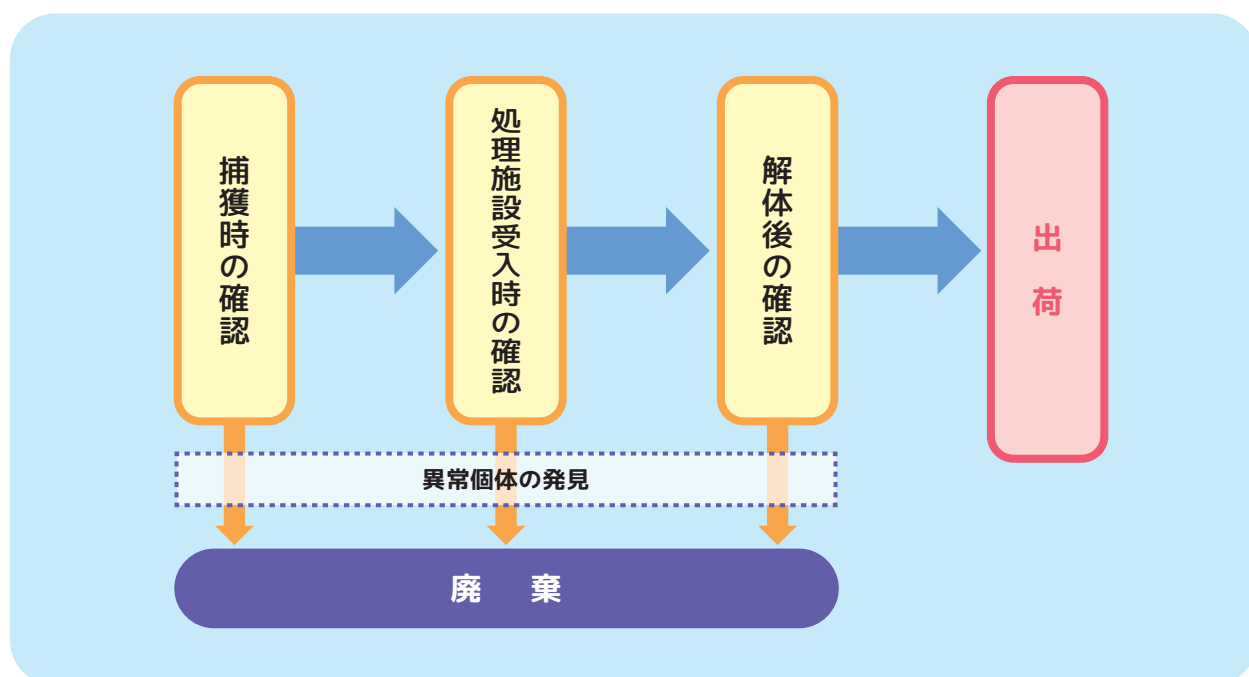 捕獲時の確認
処理施設受入時の確認
解体後の確認
出荷
異常個体の発見
廃棄